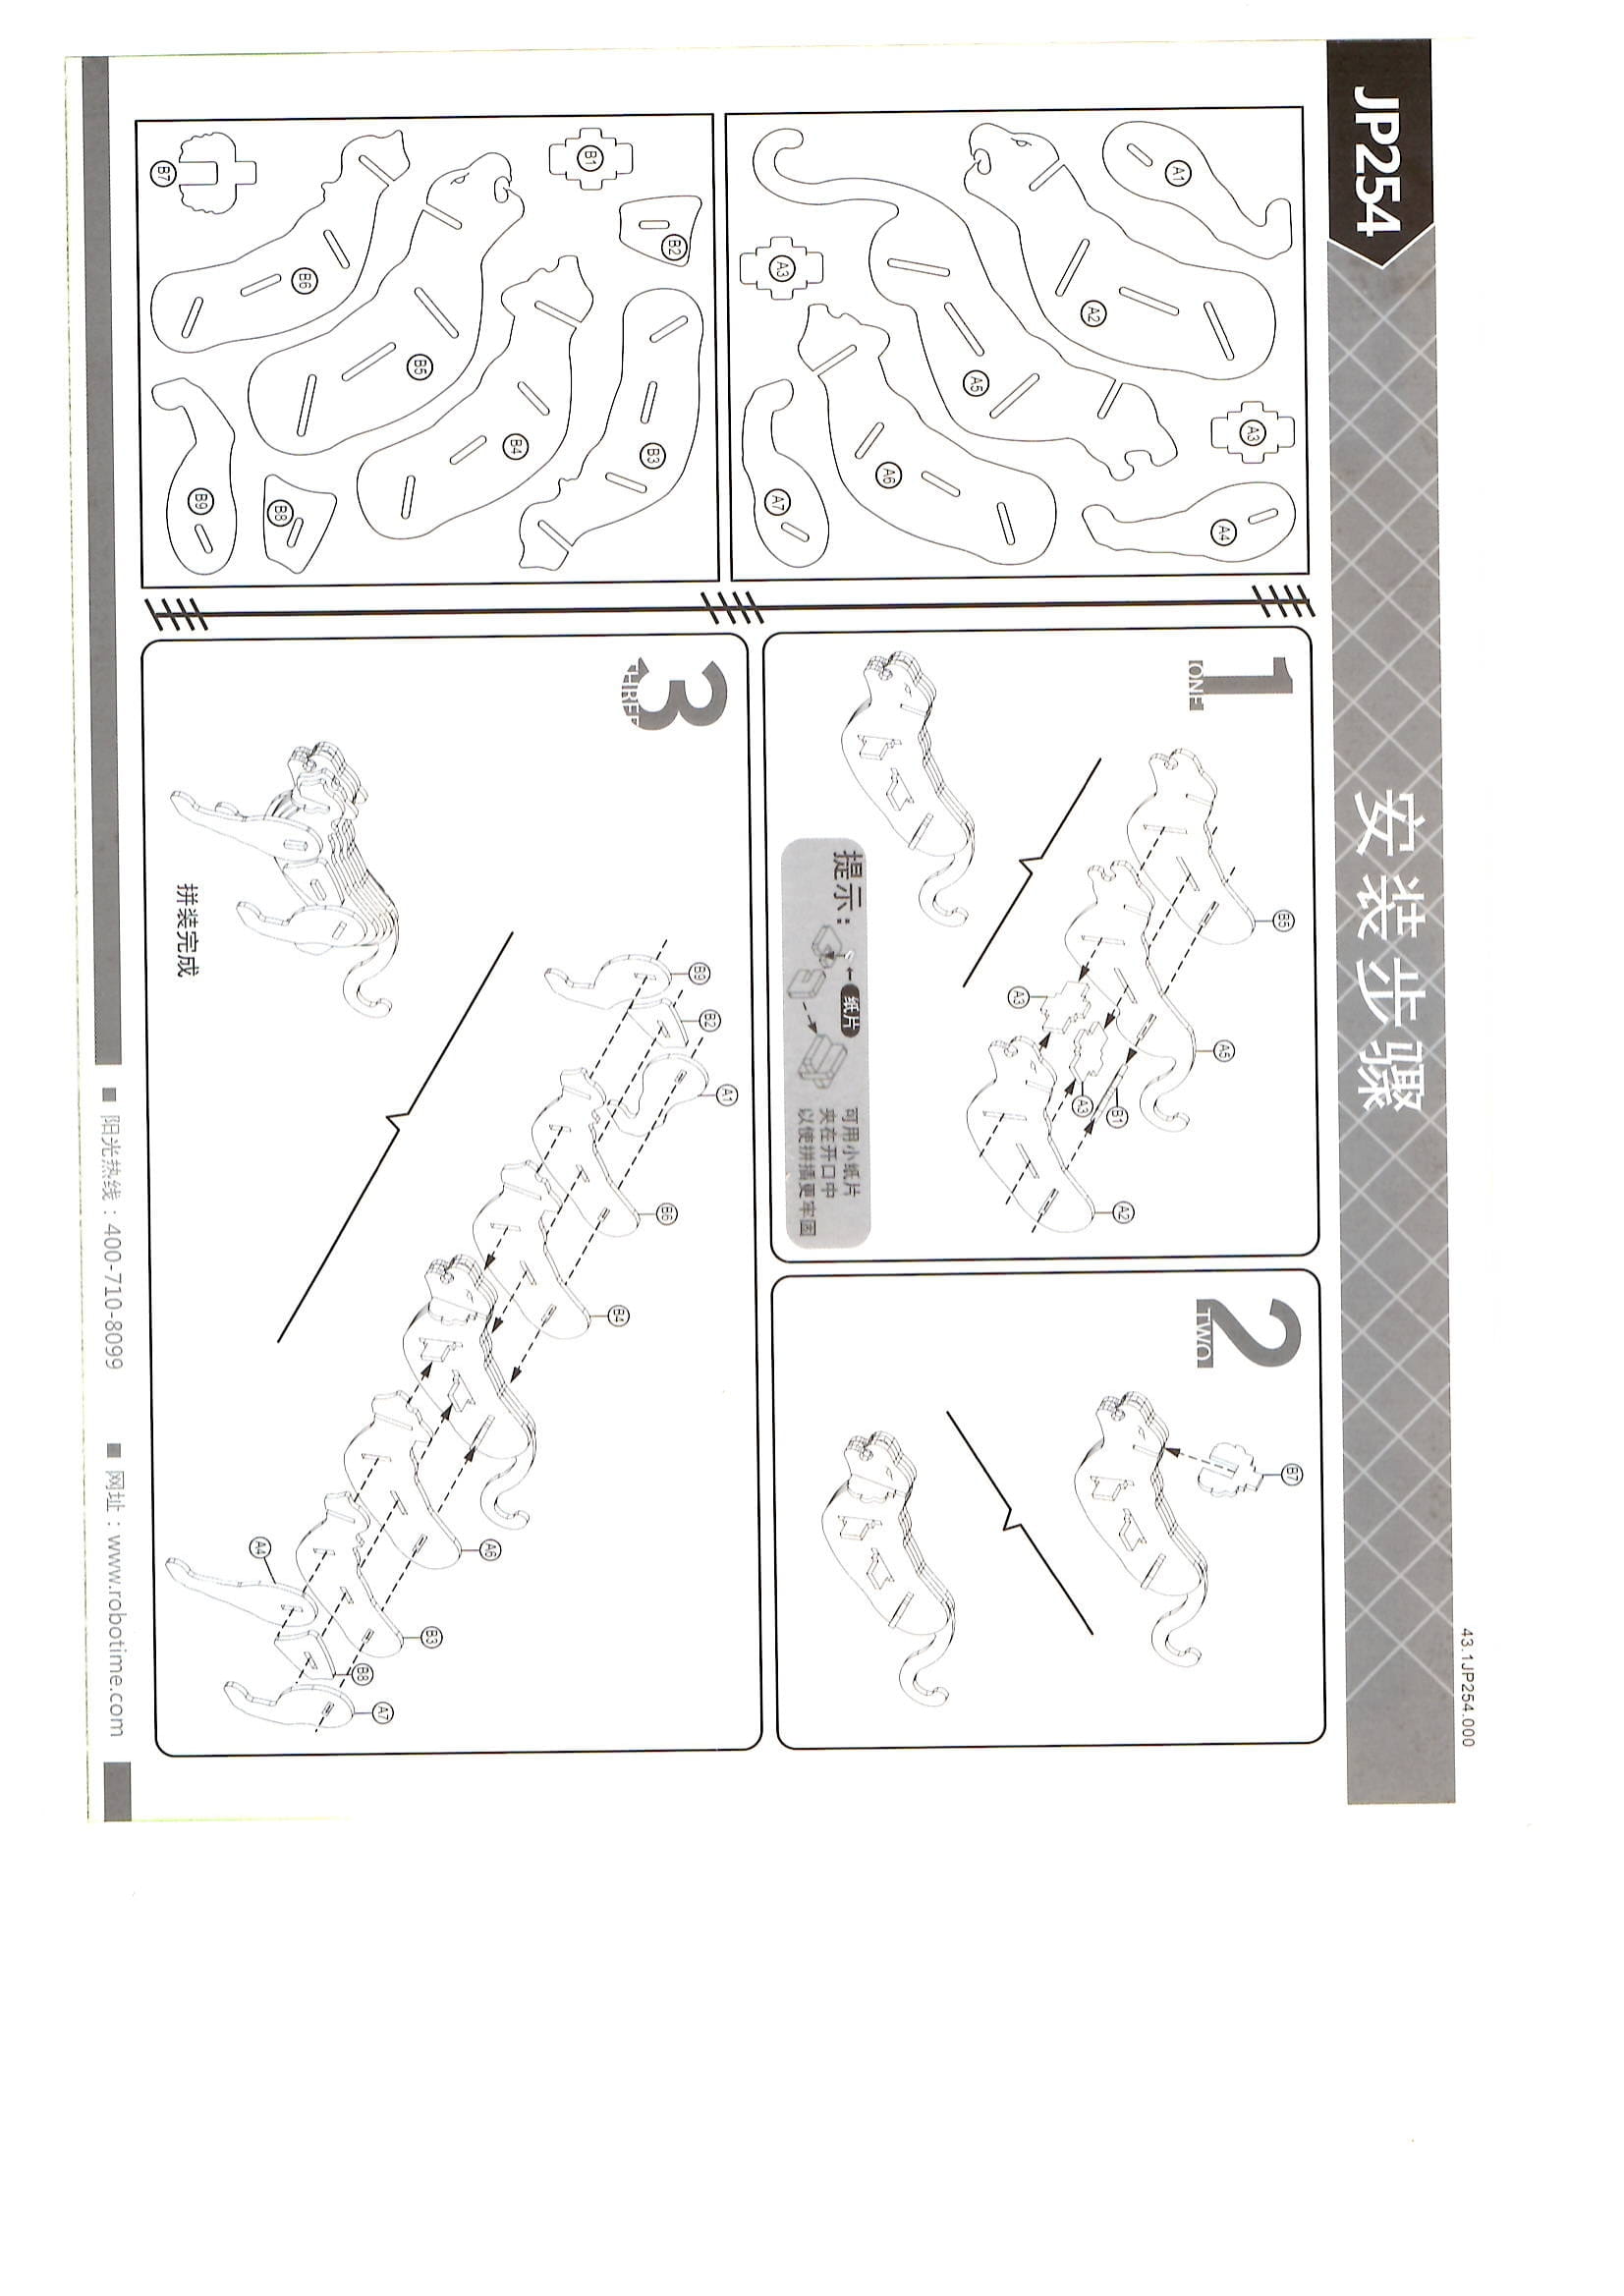 43.1JP254.000
JP254
安装步骤
A1
A2
A3
A4
A5
A3
A6
A7
B1
B2
B3
B4
B5
B6
B7
B8
B9
1
ONE
B5
A5
A3
A3
B1
A2
提示：
纸片
可用小纸片
夹在开口中
以使拼插更牢固
2
TWO
B7
3
THREE
B9
B2
A1
B6
B4
A6
B3
A4
B8
A7
拼装完成
■ 阳光热线：400-710-8099 ■ 网址：www.robotime.com